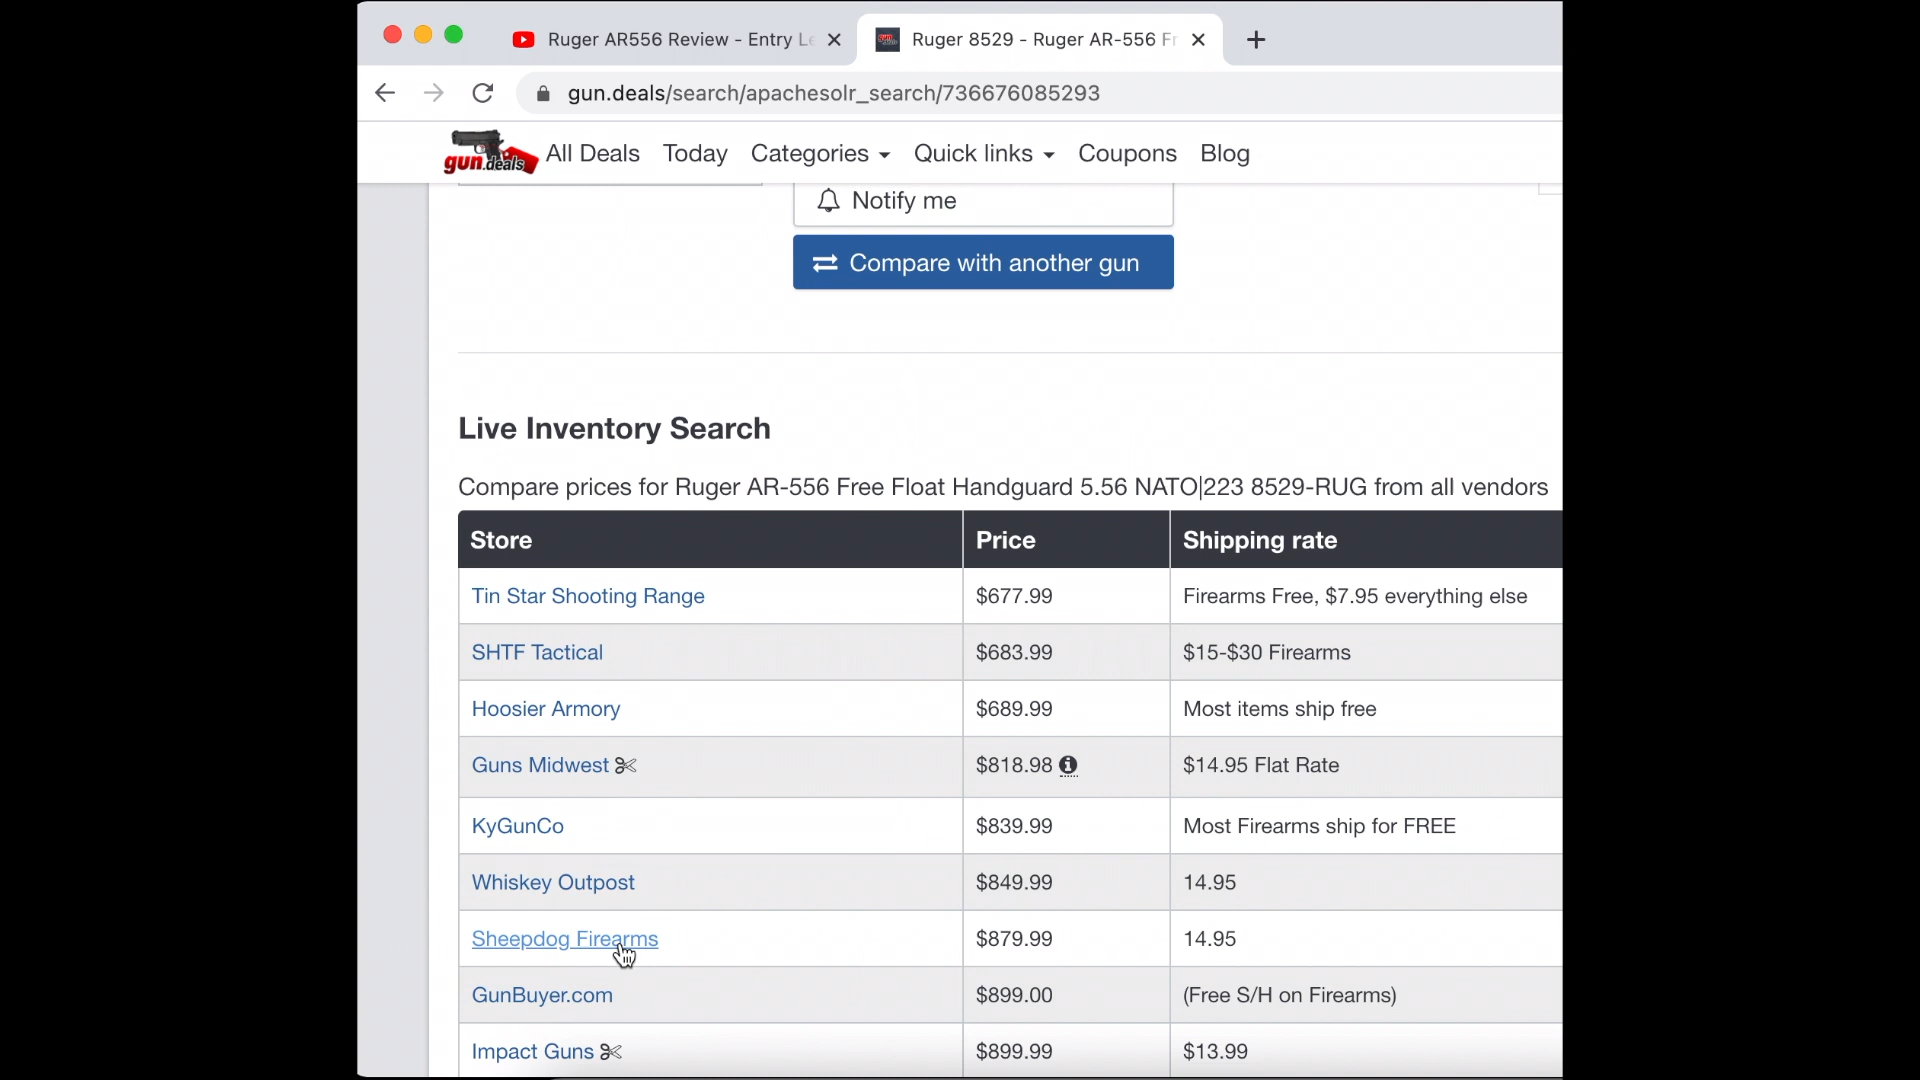 Ruger AR556 Review - Entry Le
Ruger 8529 - Ruger AR-556 Fr
gun.deals/search/apachesolr_search/736676085293
gun.deals
All Deals Today Categories Quick links Coupons Blog
Notify me
Compare with another gun
Live Inventory Search
Compare prices for Ruger AR-556 Free Float Handguard 5.56 NATO|223 8529-RUG from all vendors
Store Price Shipping rate
Tin Star Shooting Range $677.99 Firearms Free, $7.95 everything else
SHTF Tactical $683.99 $15-$30 Firearms
Hoosier Armory $689.99 Most items ship free
Guns Midwest $818.98 $14.95 Flat Rate
KyGunCo $839.99 Most Firearms ship for FREE
Whiskey Outpost $849.99 14.95
Sheepdog Firearms $879.99 14.95
GunBuyer.com $899.00 (Free S/H on Firearms)
Impact Guns $899.99 $13.99